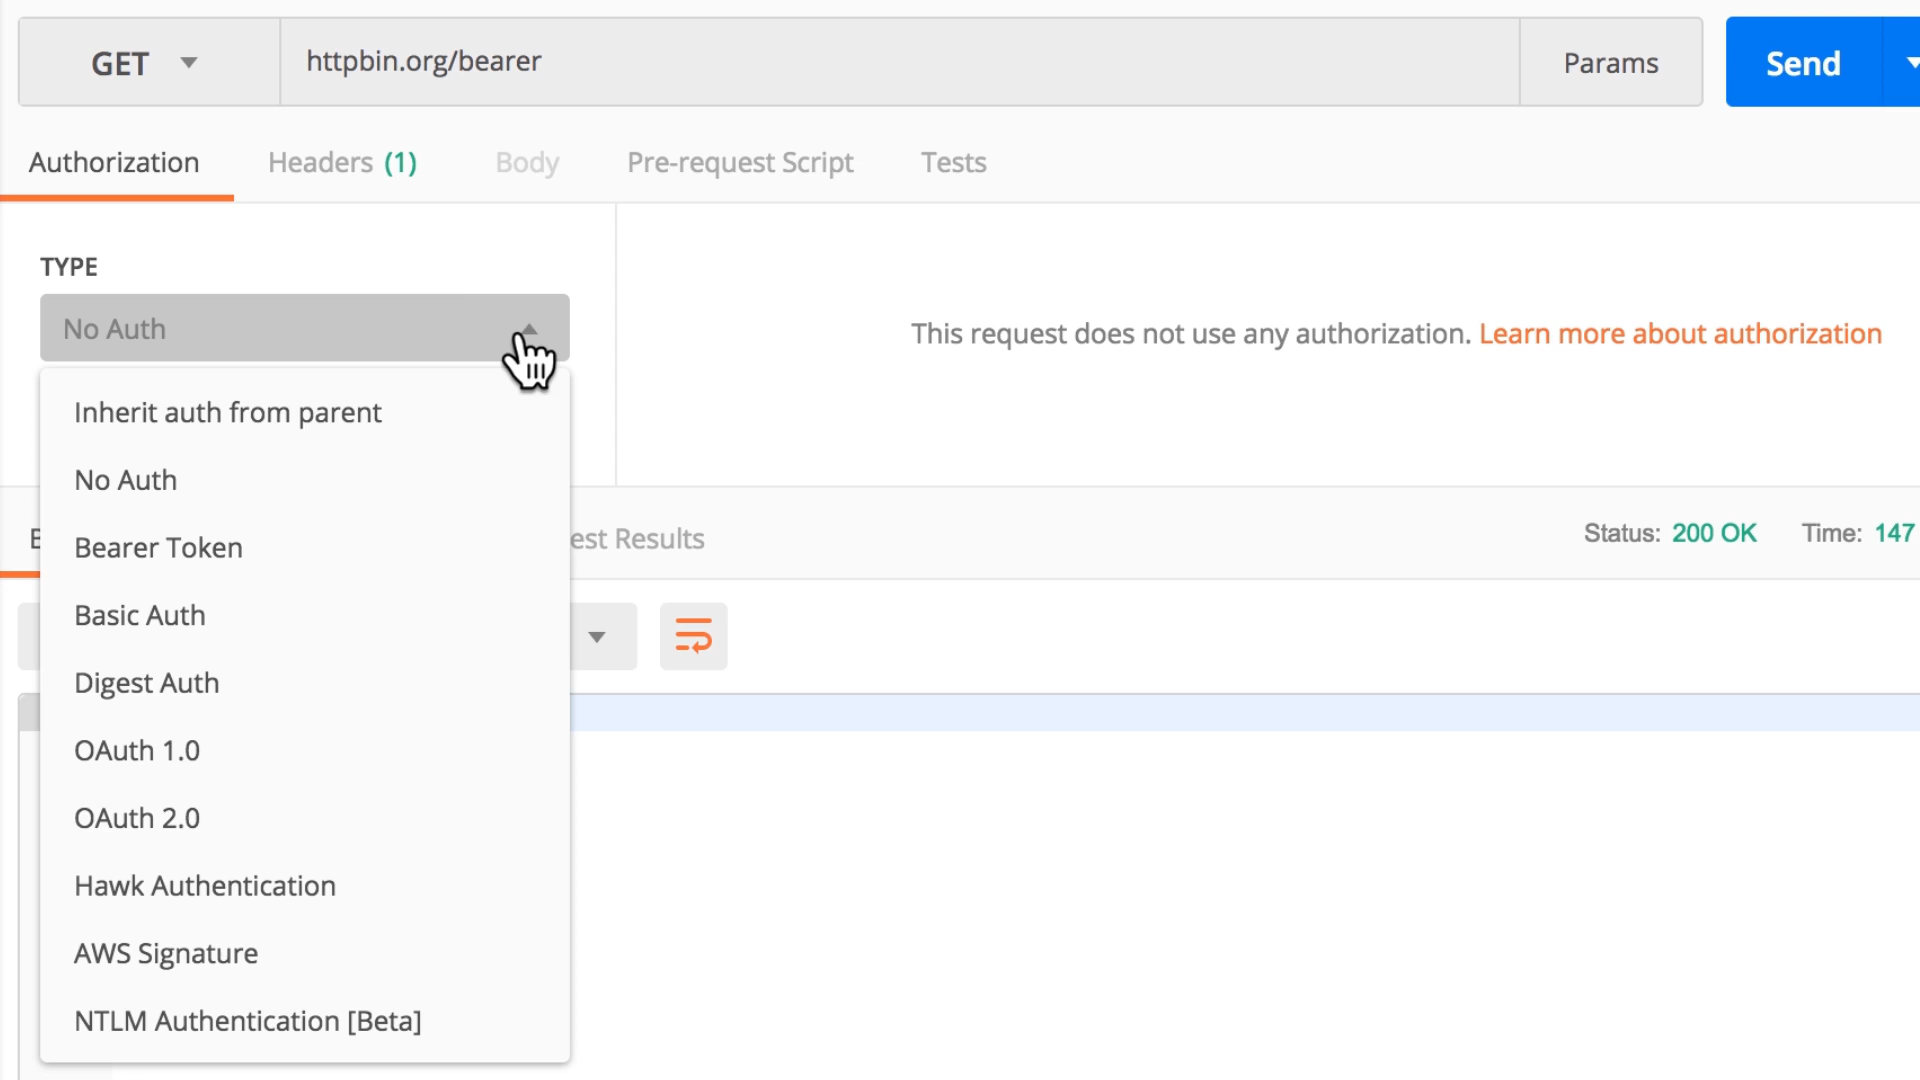 GET
httpbin.org/bearer
Params
Send
Authorization
Headers (1)
Body
Pre-request Script
Tests
TYPE
No Auth
This request does not use any authorization. Learn more about authorization
Inherit auth from parent
No Auth
Bearer Token
Basic Auth
Digest Auth
OAuth 1.0
OAuth 2.0
Hawk Authentication
AWS Signature
NTLM Authentication [Beta]
est Results
Status: 200 OK
Time: 147